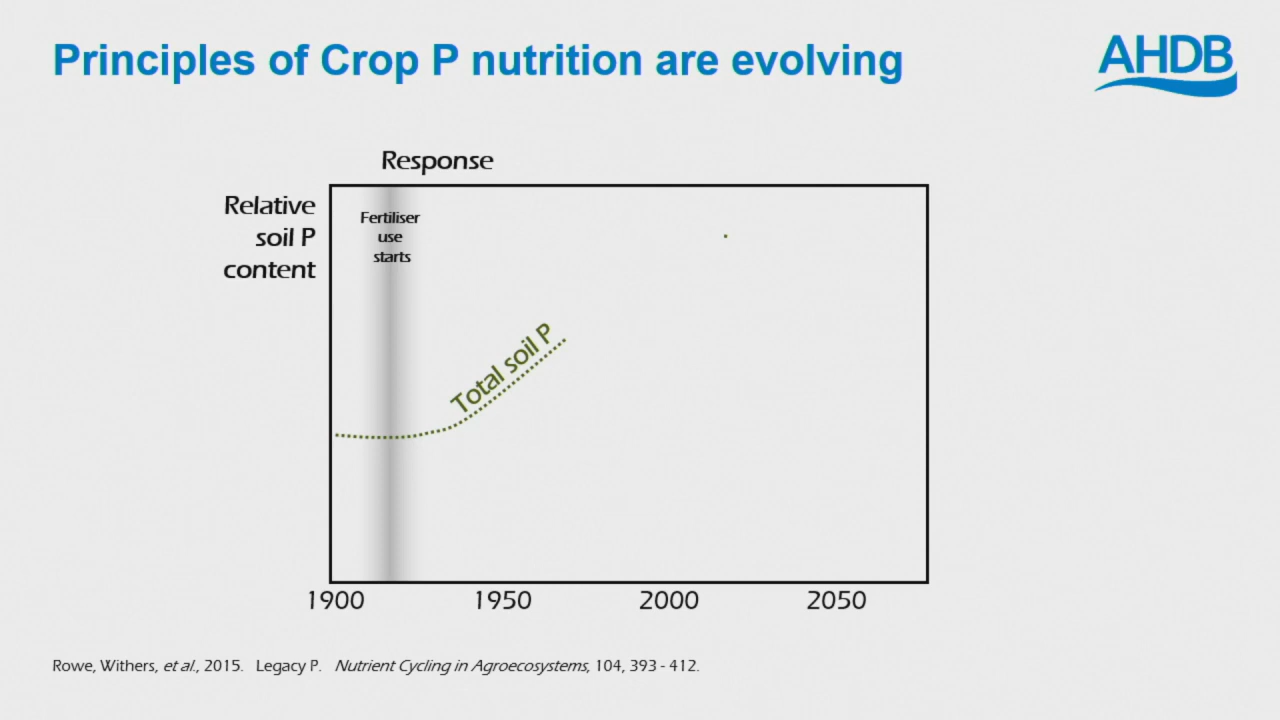 Principles of Crop P nutrition are evolving
AHDB
Response
Relative
soil P
content
Fertiliser
use
starts
Total soil P
1900 1950 2000 2050
Rowe, Withers, et al., 2015. Legacy P. Nutrient Cycling in Agroecosystems, 104, 393 - 412.